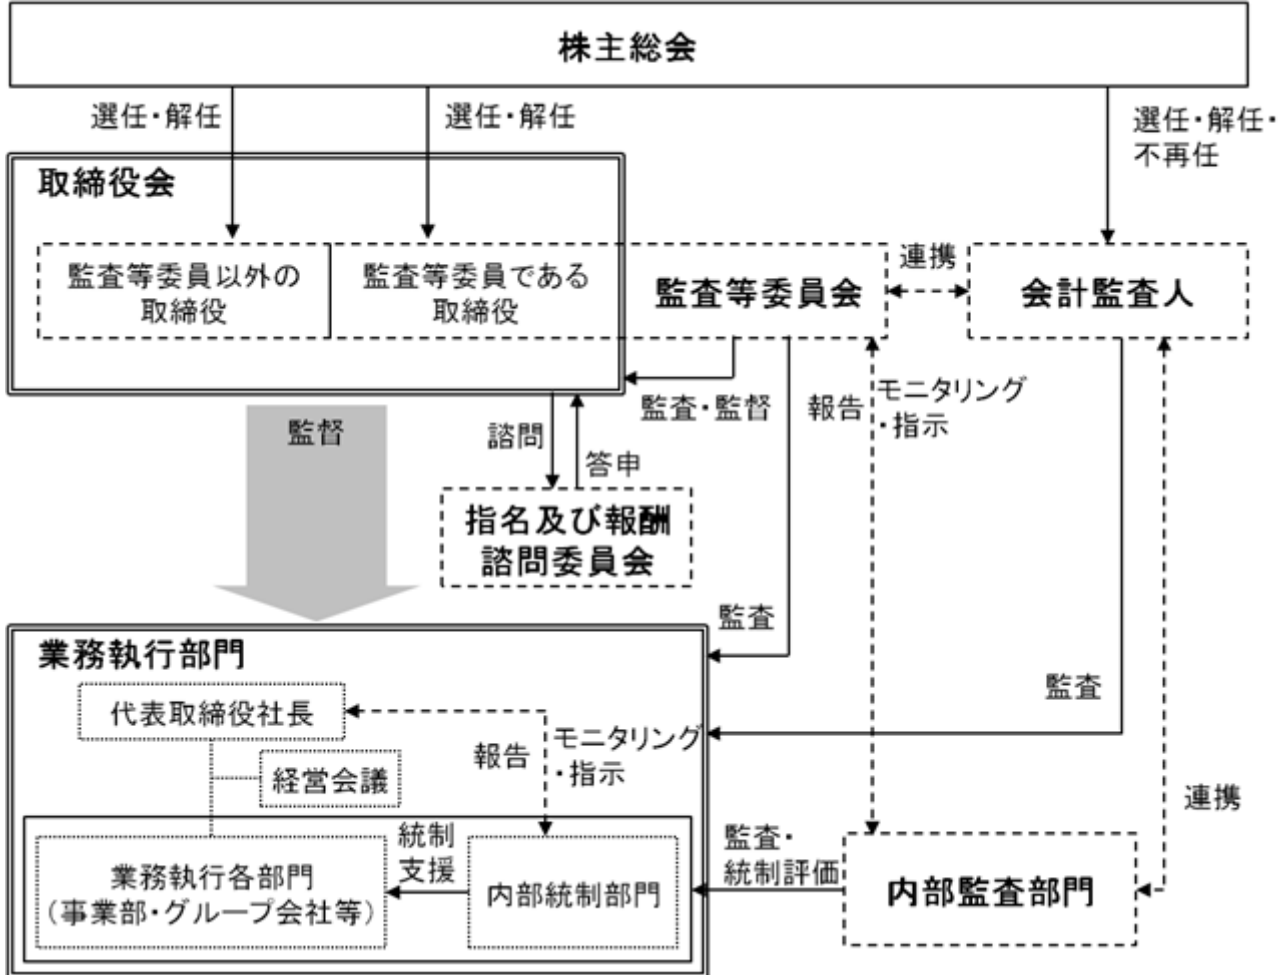 株主総会
選任・解任
選任・解任
選任・解任・
不再任
取締役会
監査等委員以外の
取締役
監査等委員である
取締役
監査等委員会
連携
会計監査人
監査・監督
報告
モニタリング
・指示
監督
諮問
答申
指名及び報酬
諮問委員会
監査
業務執行部門
監査
代表取締役社長
報告
モニタリング
・指示
経営会議
連携
統制
支援
監査・
統制評価
業務執行各部門
（事業部・グループ会社等）
内部統制部門
内部監査部門